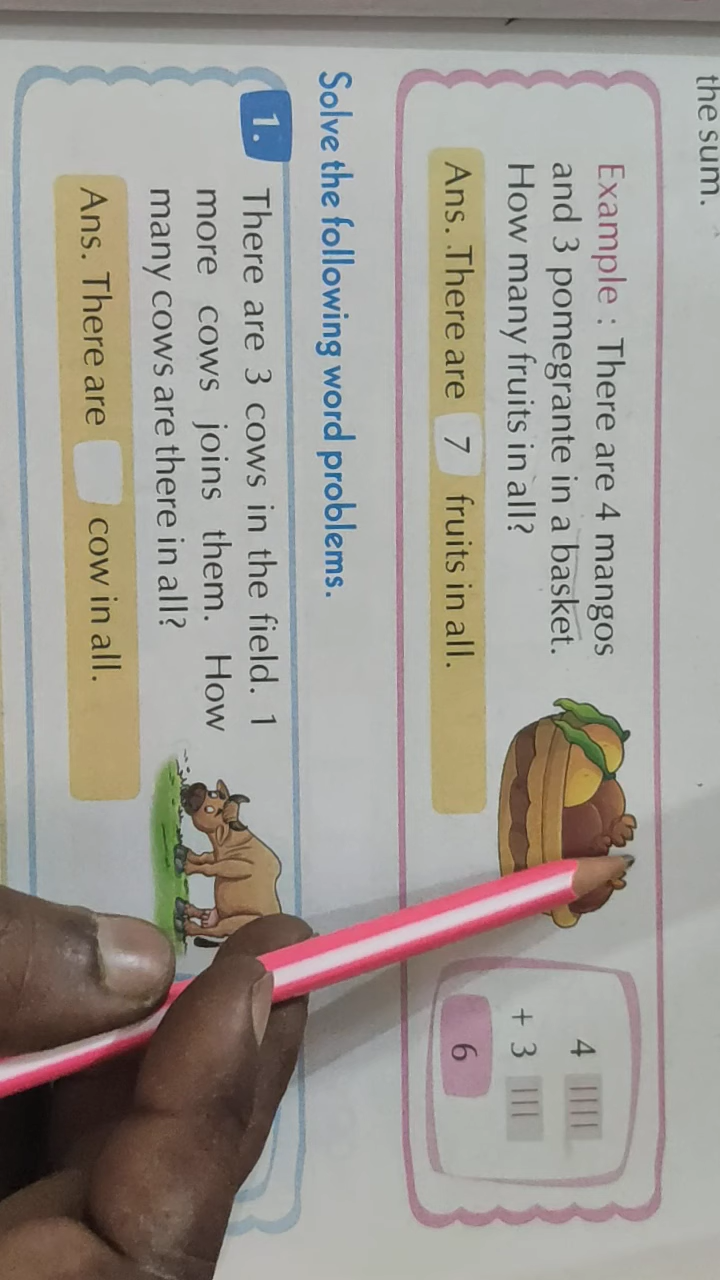 the sum.
Example : There are 4 mangos
and 3 pomegrante in a basket.
How many fruits in all?
Ans. .There are 7 fruits in all.
4
+ 3
6
Solve the following word problems.
1. There are 3 cows in the field. 1
more cows joins them. How
many cows are there in all?
Ans. There are cow in all.